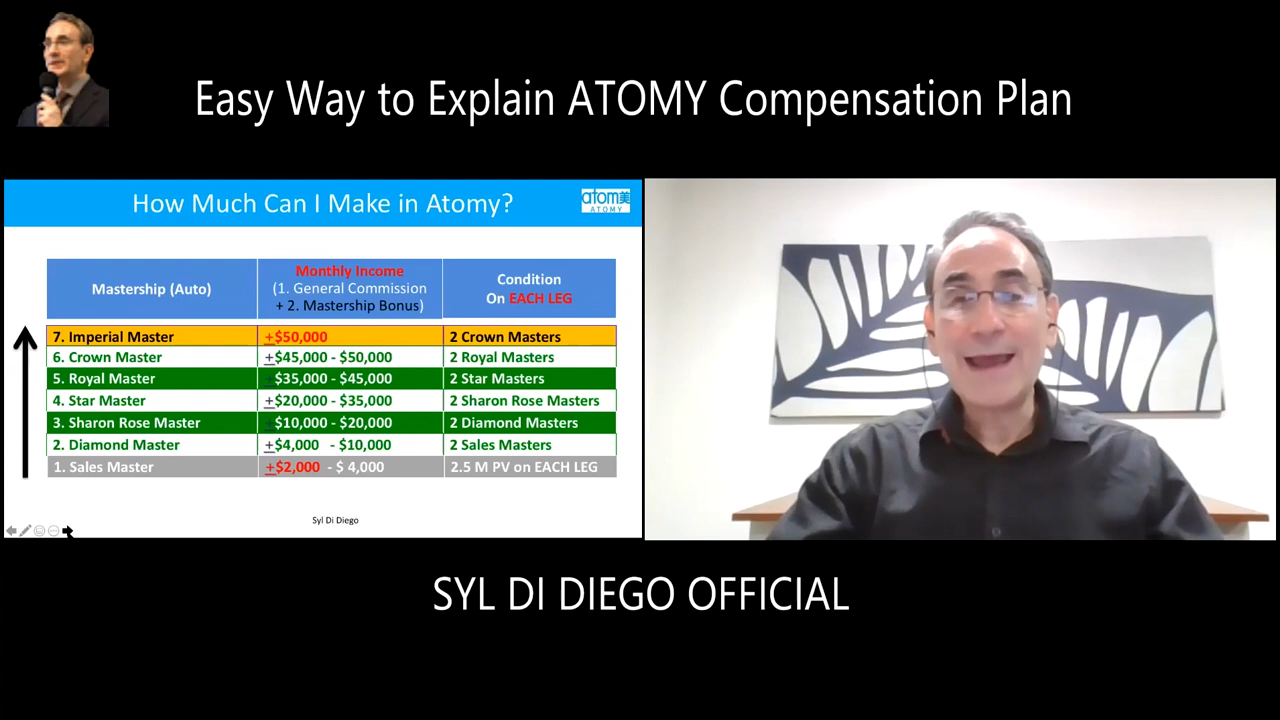 Easy Way to Explain ATOMY Compensation Plan
How Much Can I Make in Atomy?
atom美
ATOMY
Mastership (Auto)
Monthly Income
(1. General Commission
+ 2. Mastership Bonus)
Condition
On EACH LEG
7. Imperial Master +$50,000 2 Crown Masters
6. Crown Master +$45,000 - $50,000 2 Royal Masters
5. Royal Master +$35,000 - $45,000 2 Star Masters
4. Star Master +$20,000 - $35,000 2 Sharon Rose Masters
3. Sharon Rose Master +$10,000 - $20,000 2 Diamond Masters
2. Diamond Master +$4,000 - $10,000 2 Sales Masters
1. Sales Master +$2,000 - $ 4,000 2.5 M PV on EACH LEG
Syl Di Diego
SYL DI DIEGO OFFICIAL